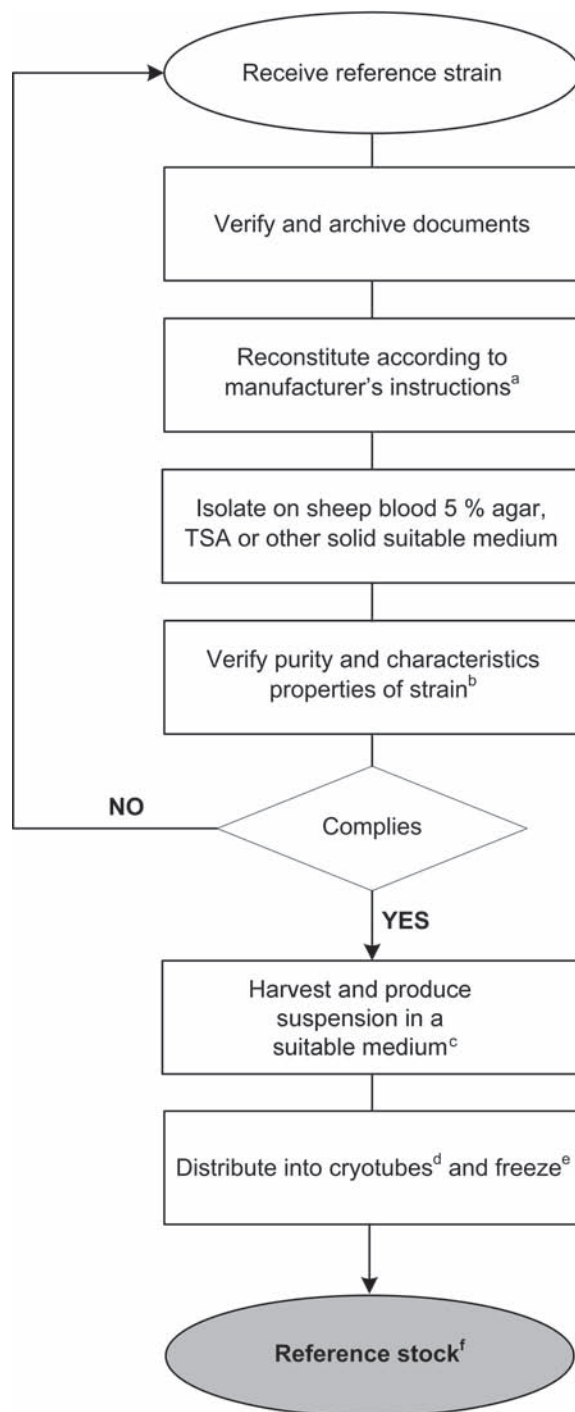 Receive reference strain
Verify and archive documents
Reconstitute according to
manufacturer's instructionsᵃ
Isolate on sheep blood 5 % agar,
TSA or other solid suitable medium
Verify purity and characteristics
properties of strainᵇ
NO
Complies
YES
Harvest and produce
suspension in a
suitable mediumᶜ
Distribute into cryotubesᵈ and freezeᵉ
Reference stockᶠ